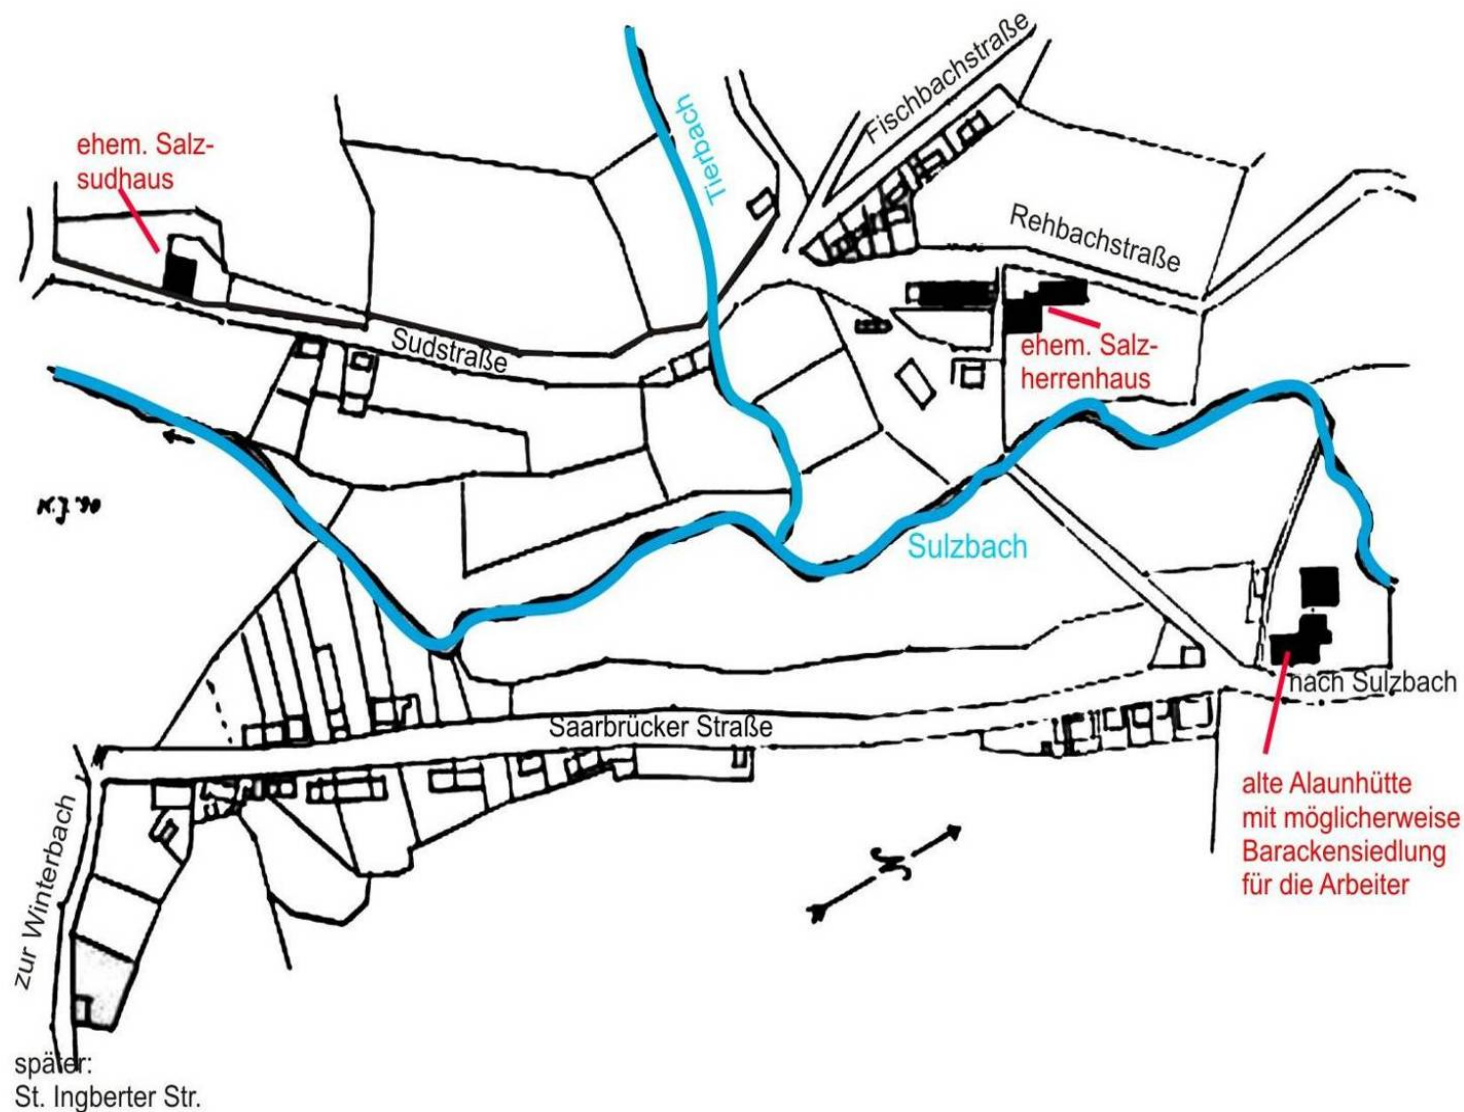 Fischbachstraße
Tierbach
ehem. Salz-
sudhaus
Rehbachstraße
Sudstraße
ehem. Salz-
herrenhaus
Sulzbach
nach Sulzbach
Saarbrücker Straße
alte Alaunhütte
mit möglicherweise
Barackensiedlung
für die Arbeiter
N
zur Winterbach
später:
St. Ingberter Str.